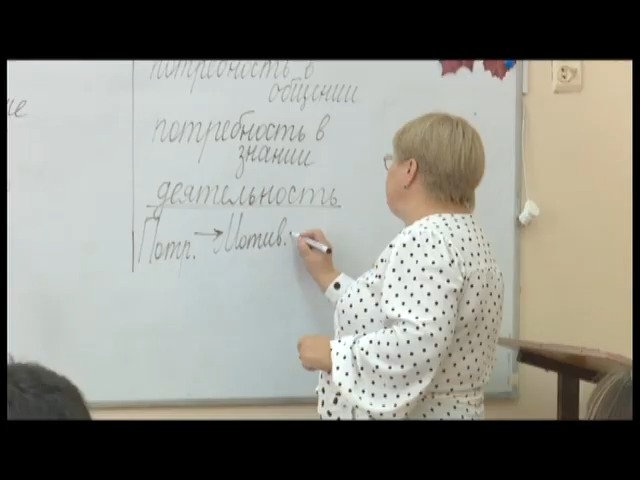 потребность в
общении
потребность в
знании
деятельность
Потр. → Мотив.